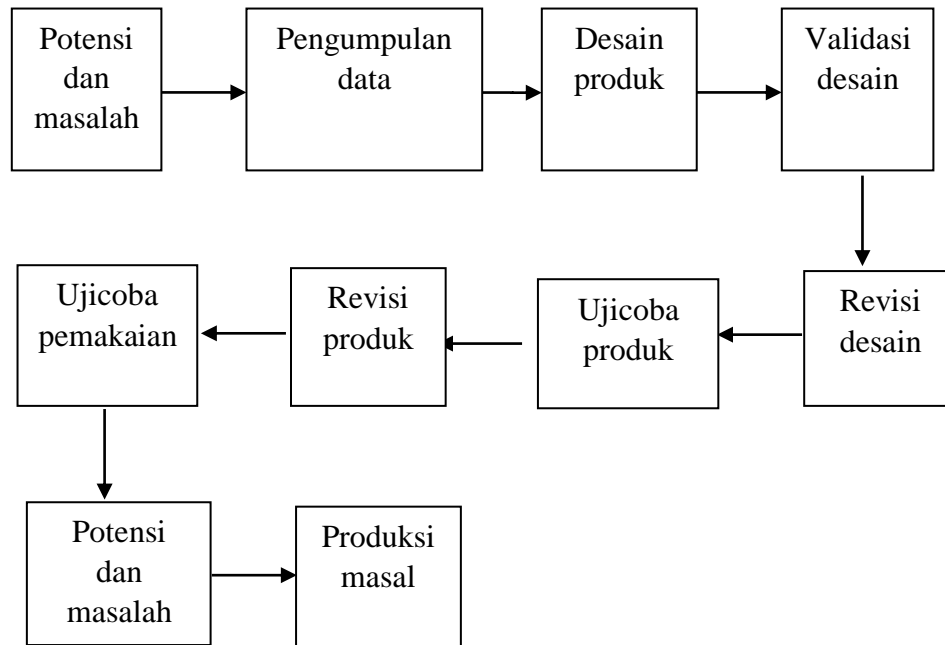 Potensi
dan
masalah
Pengumpulan
data
Desain
produk
Validasi
desain
Revisi
desain
Ujicoba
produk
Revisi
produk
Ujicoba
pemakaian
Potensi
dan
masalah
Produksi
masal